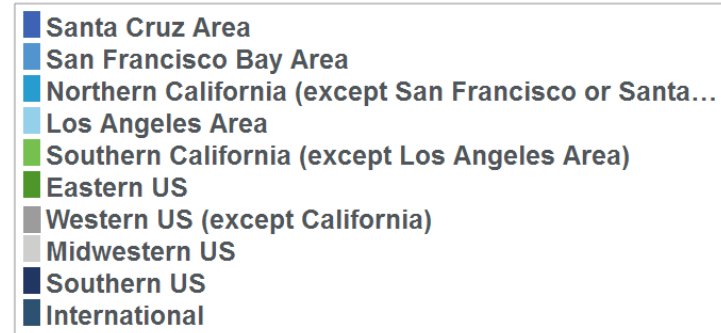 Santa Cruz Area
San Francisco Bay Area
Northern California (except San Francisco or Santa…
Los Angeles Area
Southern California (except Los Angeles Area)
Eastern US
Western US (except California)
Midwestern US
Southern US
International